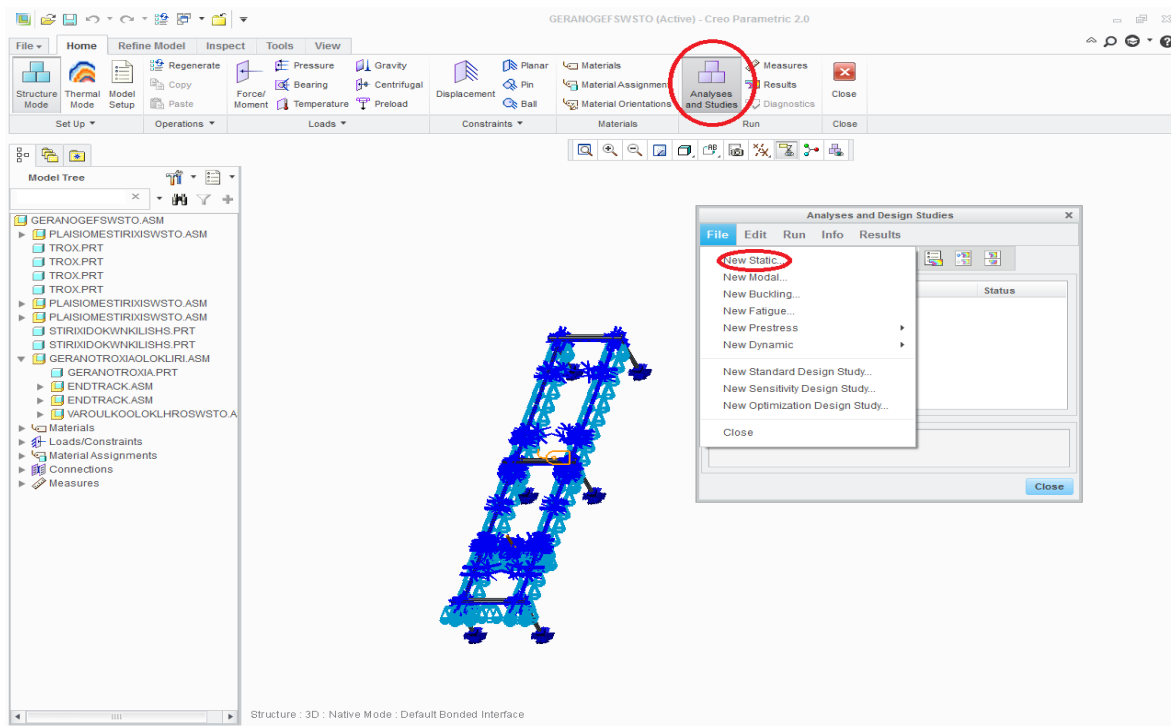 GERANOGEFSWSTO (Active) - Creo Parametric 2.0
File Home Refine Model Inspect Tools View
Structure Mode
Thermal Mode
Model Setup
Regenerate
Copy
Paste
Force/ Moment
Pressure
Bearing
Temperature
Gravity
Centrifugal
Preload
Displacement
Planar
Pin
Ball
Materials
Material Assignment
Material Orientations
Analyses and Studies
Measures
Results
Diagnostics
Close
Set Up Operations Loads Constraints Materials Run Close
Model Tree
GERANOGEFSWSTO.ASM
PLAISIOMESTIRIXISWSTO.ASM
TROX.PRT
TROX.PRT
TROX.PRT
TROX.PRT
PLAISIOMESTIRIXISWSTO.ASM
PLAISIOMESTIRIXISWSTO.ASM
STIRIXIDOKWNKILISHS.PRT
STIRIXIDOKWNKILISHS.PRT
GERANOTROXIAOLOKLIRI.ASM
GERANOTROXIA.PRT
ENDTRACK.ASM
ENDTRACK.ASM
VAROULKOOLOKLHROSWSTO.A
Materials
Loads/Constraints
Material Assignments
Connections
Measures
Analyses and Design Studies
File Edit Run Info Results
New Static...
New Modal...
New Buckling...
New Fatigue...
New Prestress
New Dynamic
New Standard Design Study...
New Sensitivity Design Study...
New Optimization Design Study...
Close
Status
Close
Structure : 3D : Native Mode : Default Bonded Interface